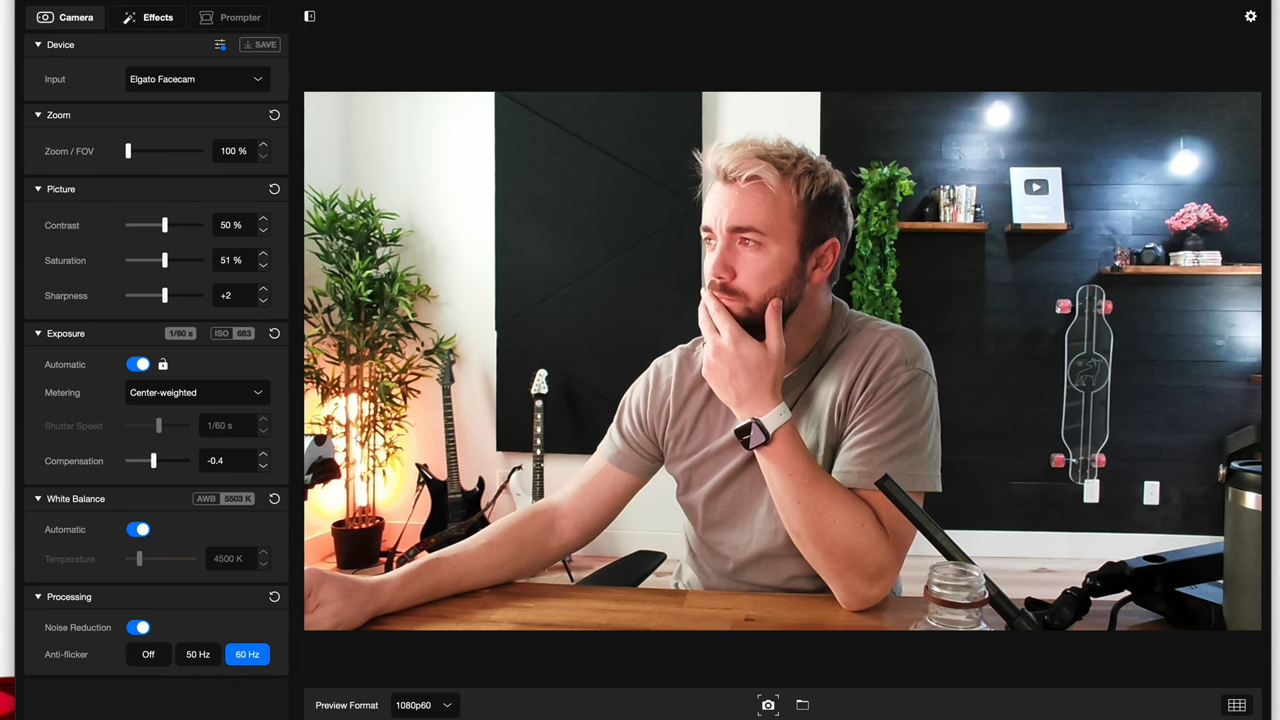 Camera
Effects
Prompter
Device
SAVE
Input
Elgato Facecam
Zoom
Zoom / FOV
100 %
Picture
Contrast
50 %
Saturation
51 %
Sharpness
+2
Exposure
1/60 s
ISO 683
Automatic
Metering
Center-weighted
Shutter Speed
1/60 s
Compensation
-0.4
White Balance
AWB 5503 K
Automatic
Temperature
4500 K
Processing
Noise Reduction
Anti-flicker
Off
50 Hz
60 Hz
Preview Format
1080p60